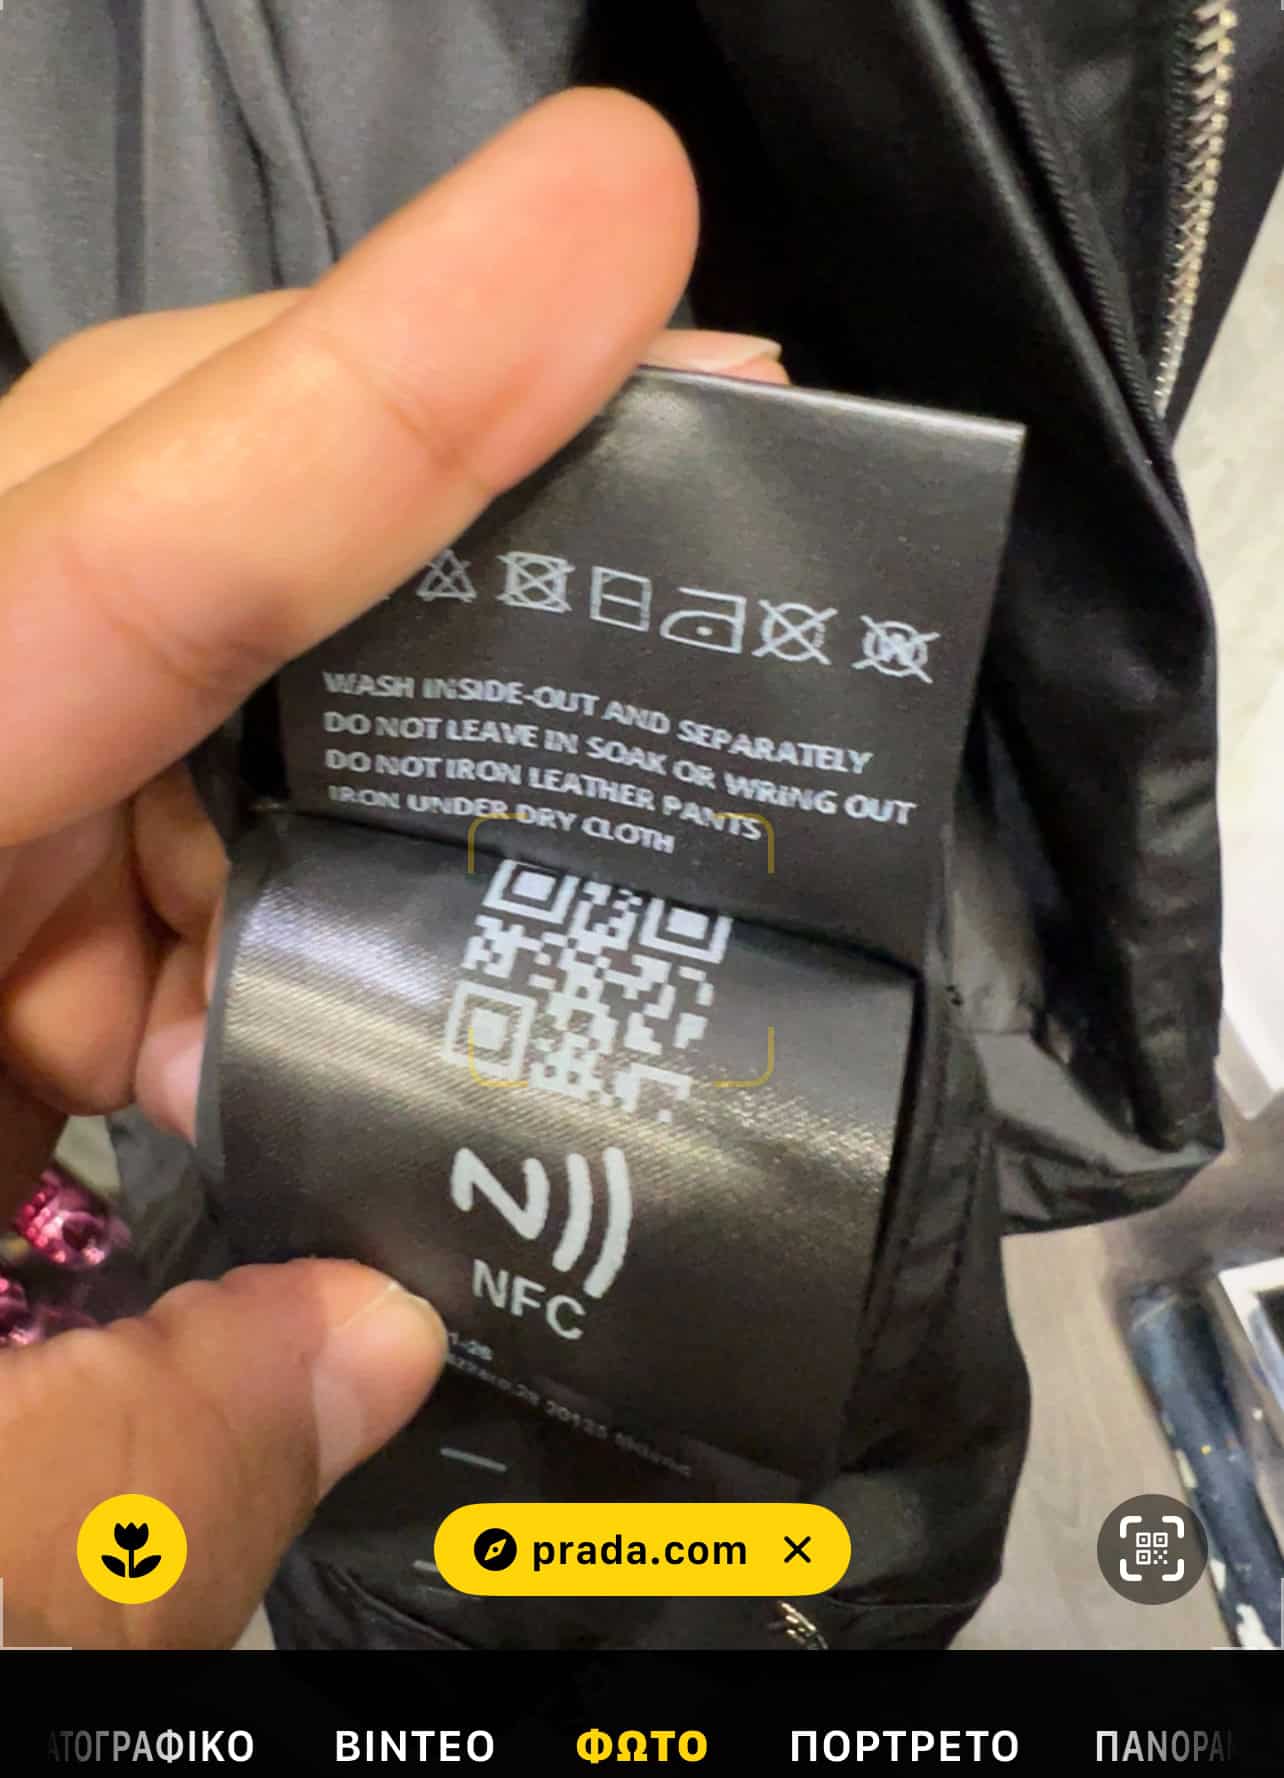 WASH INSIDE-OUT AND SEPARATELY
DO NOT LEAVE IN SOAK OR WRING OUT
DO NOT IRON LEATHER PANTS
IRON UNDER DRY CLOTH
NFC
prada.com
ΒΙΝΤΕΟ ΦΩΤΟ ΠΟΡΤΡΕΤΟ